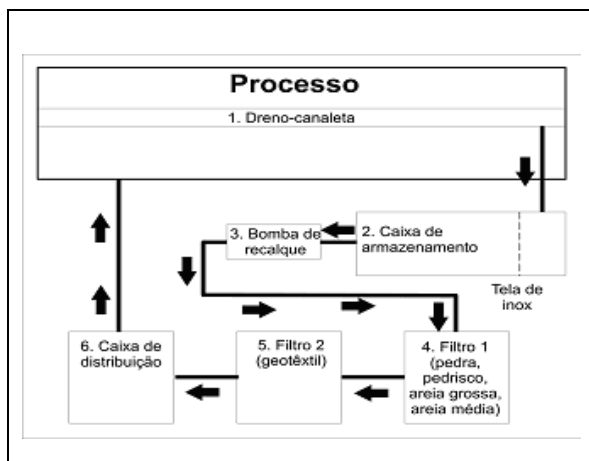 Processo
1. Dreno-canaleta
3. Bomba de
recalque
2. Caixa de
armazenamento
Tela de
inox
6. Caixa de
distribuição
5. Filtro 2
(geotêxtil)
4. Filtro 1
(pedra,
pedrisco,
areia grossa,
areia média)